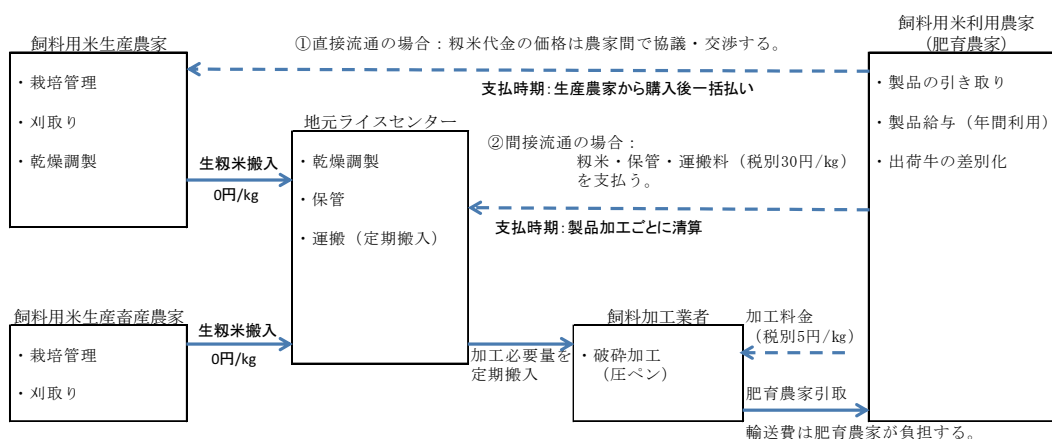 飼料用米生産農家
・栽培管理
・刈取り
・乾燥調製
①直接流通の場合：籾米代金の価格は農家間で協議・交渉する。
支払時期：生産農家から購入後一括払い
飼料用米利用農家
(肥育農家)
・製品の引き取り
・製品給与（年間利用）
・出荷牛の差別化
地元ライスセンター
・乾燥調製
・保管
・運搬（定期搬入）
生籾米搬入
0円/kg
②間接流通の場合：
籾米・保管・運搬料（税別30円/kg）
を支払う。
支払時期：製品加工ごとに清算
飼料用米生産畜産農家
・栽培管理
・刈取り
生籾米搬入
0円/kg
加工必要量を
定期搬入
飼料加工業者
・破砕加工
（圧ペン）
加工料金
（税別5円/kg）
肥育農家引取
輸送費は肥育農家が負担する。